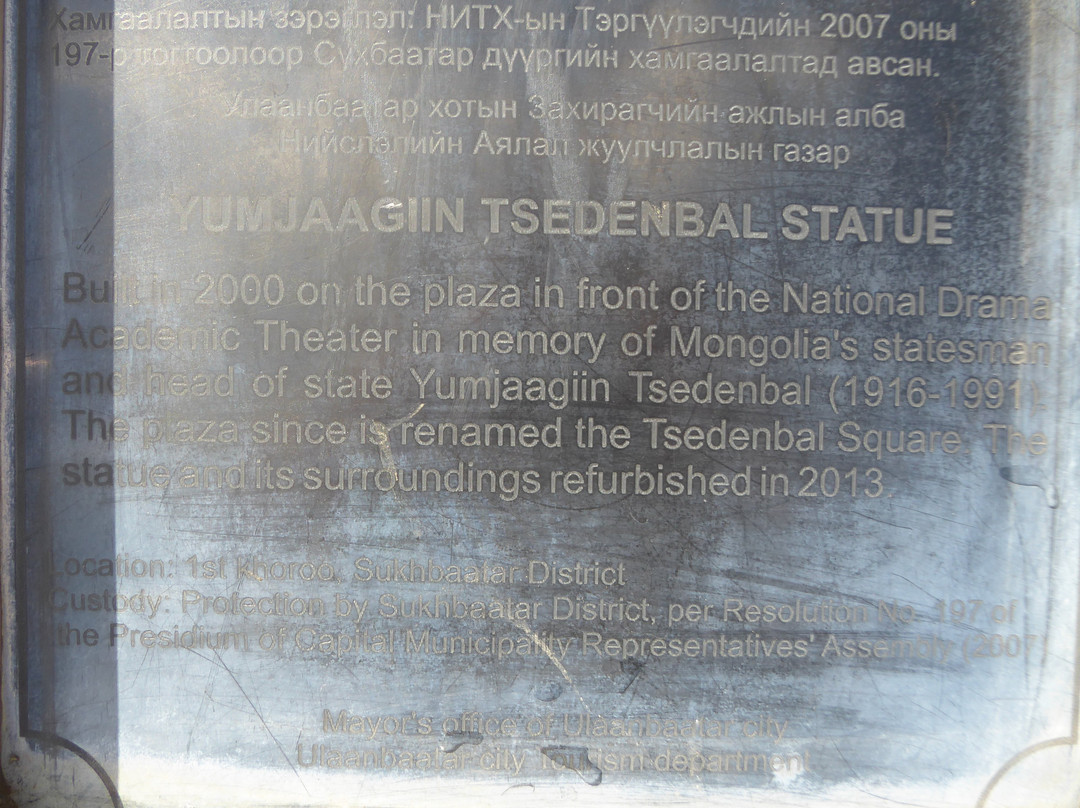 Хамгаалалтын зэрэглэл: НИТХ-ын Тэргүүлэгчдийн 2007 оны
197-р тогтоолоор Сүхбаатар дүүргийн хамгаалалтад авсан.
Улаанбаатар хотын Захирагчийн ажлын алба
Нийслэлийн Аялал жуулчлалын газар
YUMJAAGIIN TSEDENBAL STATUE
Built in 2000 on the plaza in front of the National Drama
Academic Theater in memory of Mongolia's statesman
and head of state Yumjaagiin Tsedenbal (1916-1991).
The plaza since is renamed the Tsedenbal Square. The
statue and its surroundings refurbished in 2013.
Location: 1st khoroo, Sukhbaatar District
Custody: Protection by Sukhbaatar District, per Resolution No. 197 of
the Presidium of Capital Municipality Representatives' Assembly (2007)
Mayor's office of Ulaanbaatar city
Ulaanbaatar city Tourism department